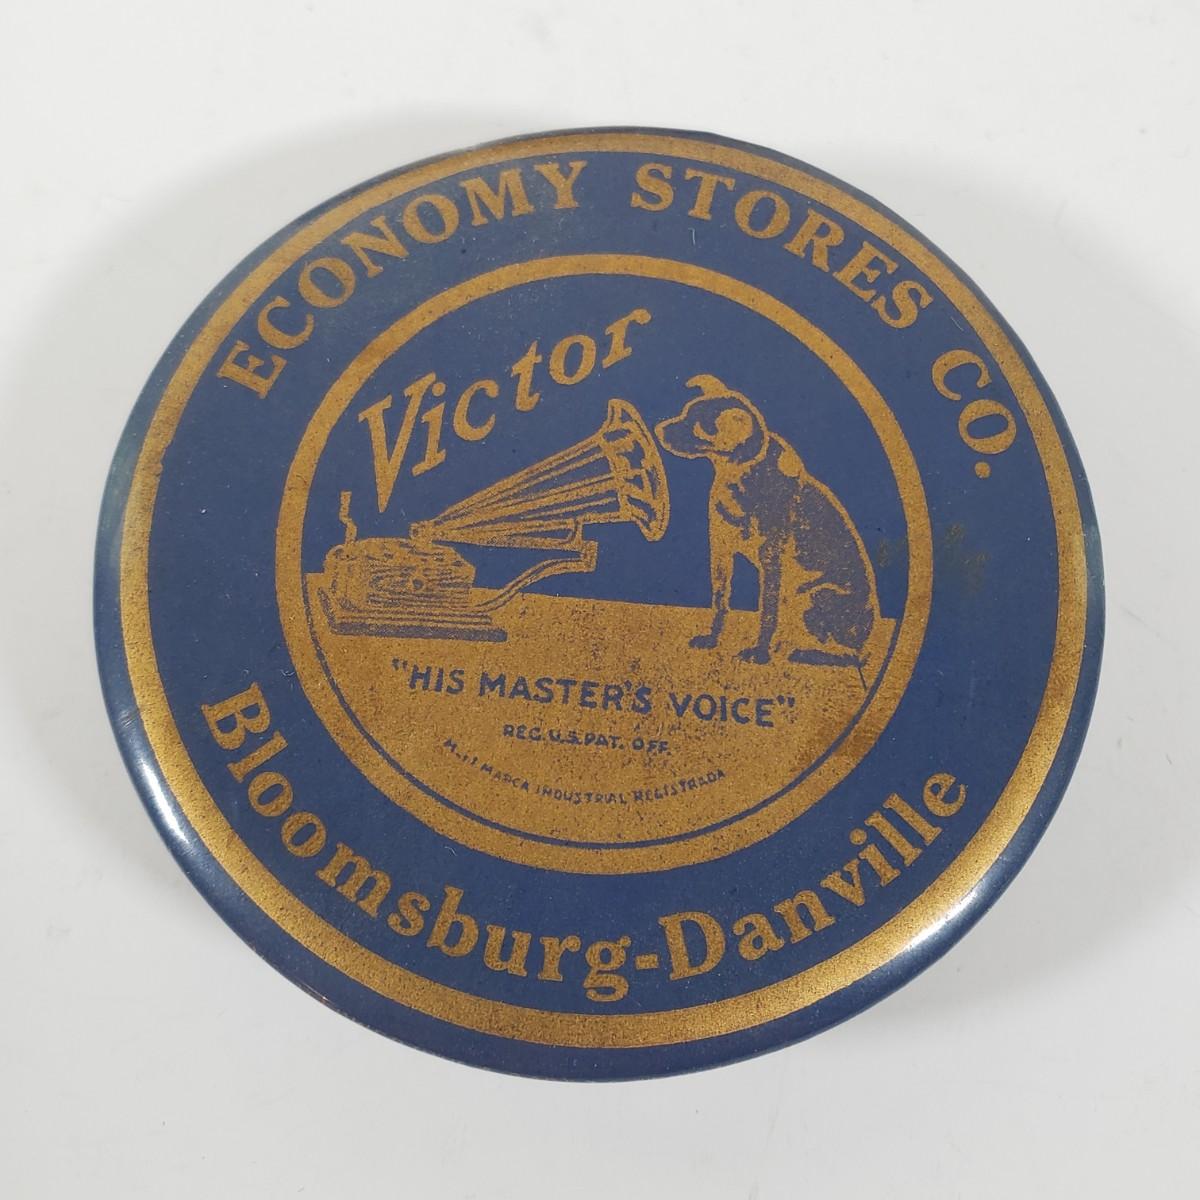 ECONOMY STORES CO.
Victor
"HIS MASTER'S VOICE"
REG.U.S.PAT. OFF.
MARCA INDUSTRIAL REGISTRADA
Bloomsburg-Danville